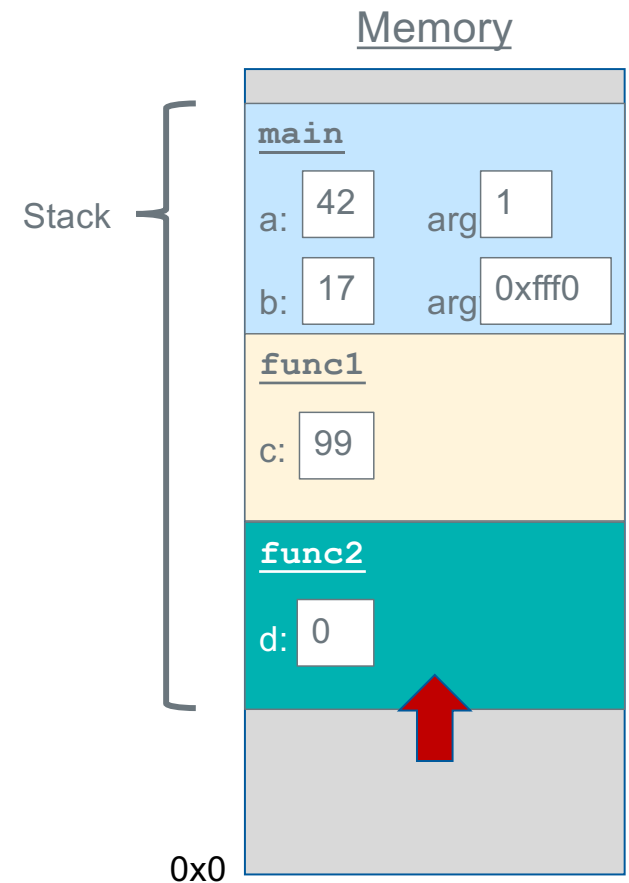 Memory
Stack
main
a: 42 arg 1
b: 17 arg 0xfff0
func1
c: 99
func2
d: 0
0x0